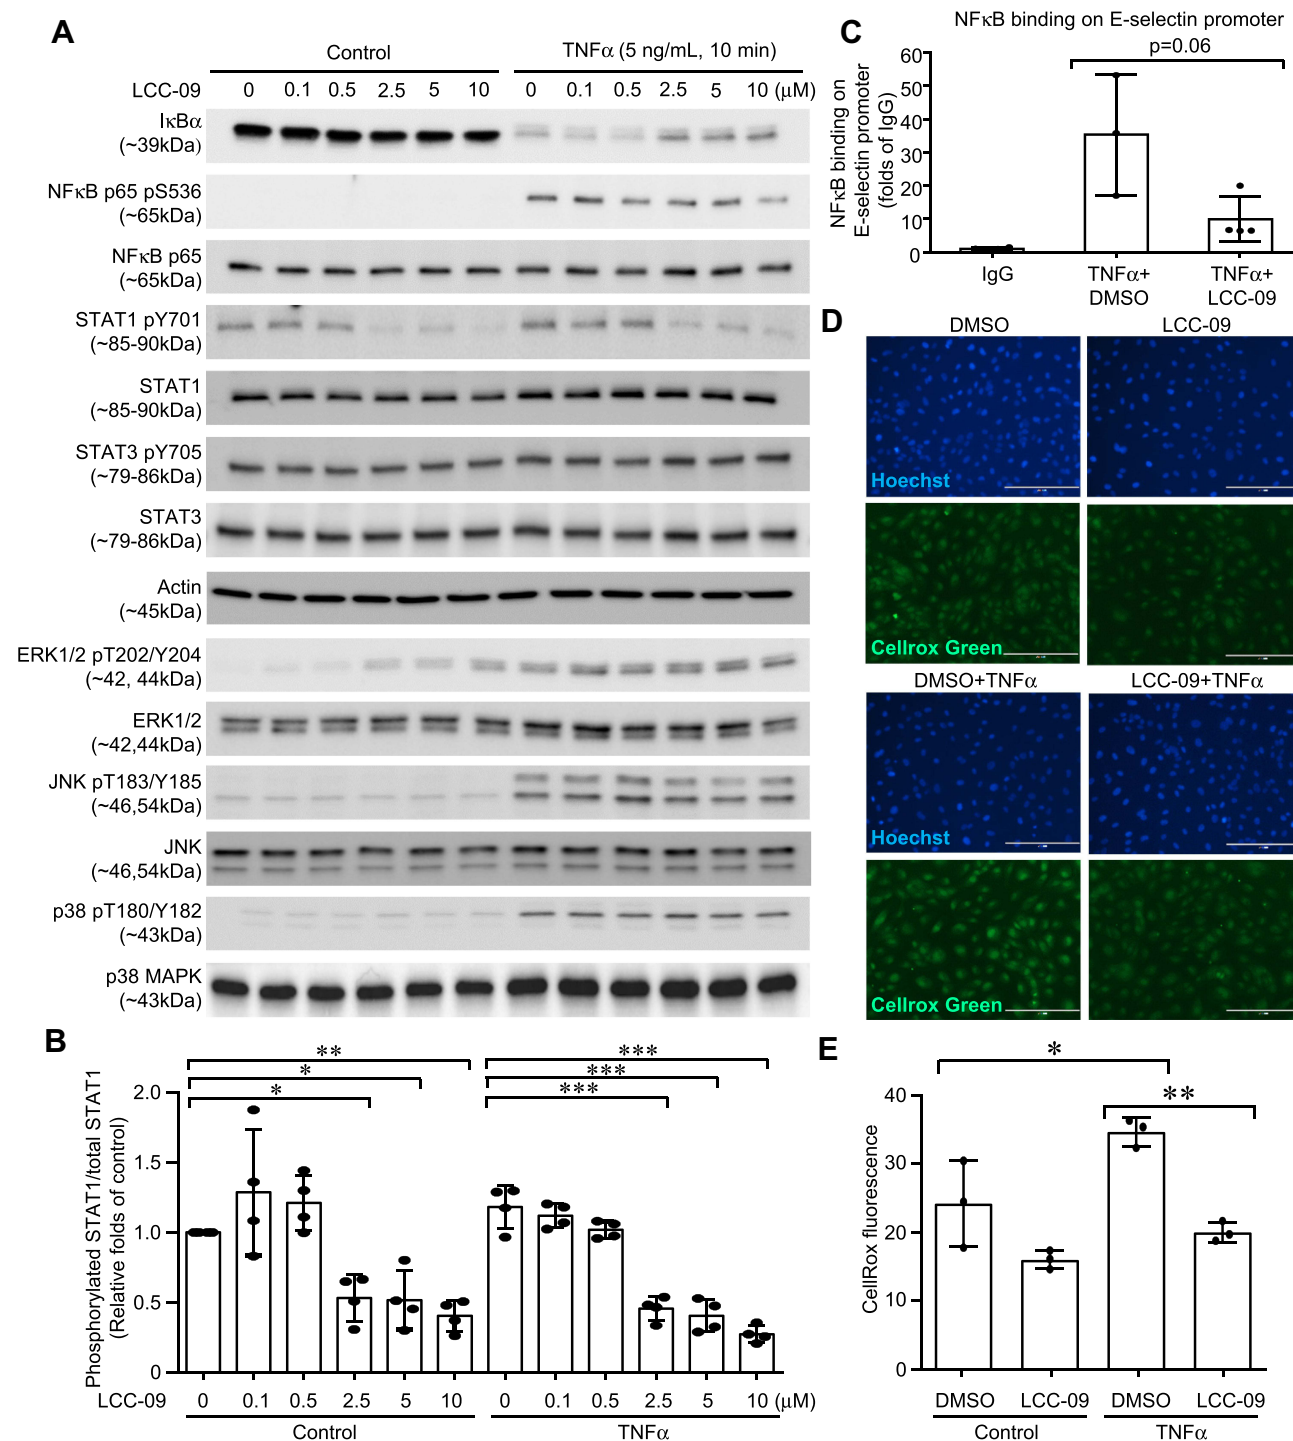 A
Control
TNFα (5 ng/mL, 10 min)
LCC-09
0 0.1 0.5 2.5 5 10 0 0.1 0.5 2.5 5 10 (μM)
IκBα
(~39kDa)
NFκB p65 pS536
(~65kDa)
NFκB p65
(~65kDa)
STAT1 pY701
(~85-90kDa)
STAT1
(~85-90kDa)
STAT3 pY705
(~79-86kDa)
STAT3
(~79-86kDa)
Actin
(~45kDa)
ERK1/2 pT202/Y204
(~42, 44kDa)
ERK1/2
(~42,44kDa)
JNK pT183/Y185
(~46,54kDa)
JNK
(~46,54kDa)
p38 pT180/Y182
(~43kDa)
p38 MAPK
(~43kDa)
B
Phosphorylated STAT1/total STAT1
(Relative folds of control)
2.0
1.5
1.0
0.5
0
** 
*
*
***
***
***
LCC-09
0 0.1 0.5 2.5 5 10 0 0.1 0.5 2.5 5 10 (μM)
Control
TNFα
C
NFκB binding on E-selectin promoter
p=0.06
NFκB binding on
E-selectin promoter
(folds of IgG)
60
50
40
30
20
10
0
IgG
TNFα+
DMSO
TNFα+
LCC-09
D
DMSO
LCC-09
Hoechst
Cellrox Green
DMSO+TNFα
LCC-09+TNFα
Hoechst
Cellrox Green
E
CellRox fluorescence
40
30
20
10
0
*
**
DMSO LCC-09 DMSO LCC-09
Control
TNFα